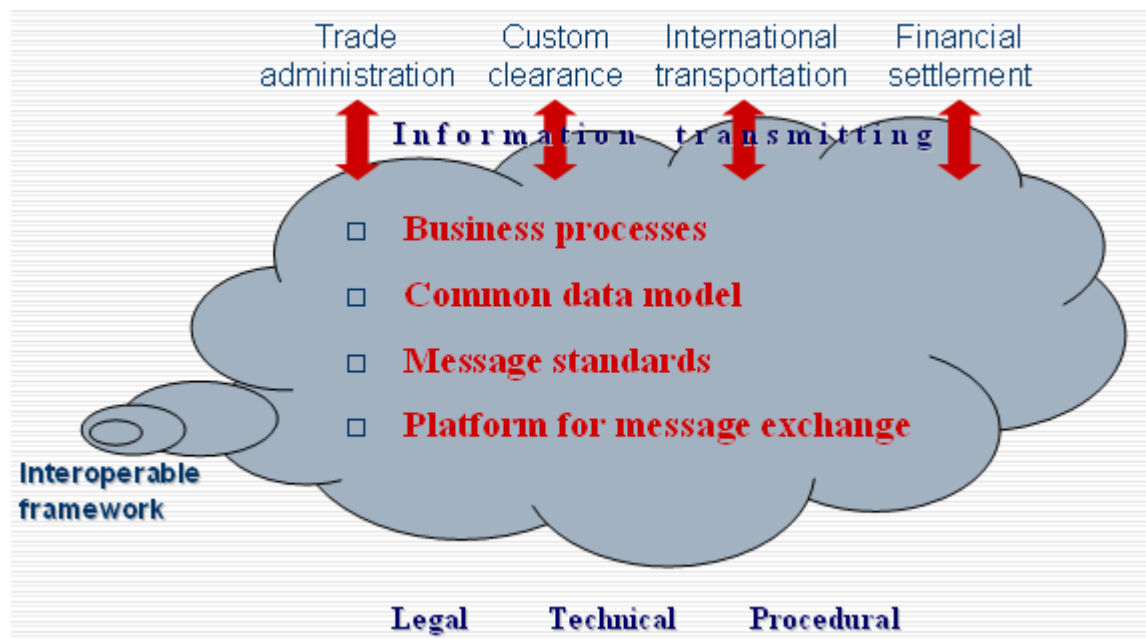 Trade Custom International Financial
administration clearance transportation settlement
Information transmitting
Business processes
Common data model
Message standards
Platform for message exchange
Interoperable
framework
Legal Technical Procedural